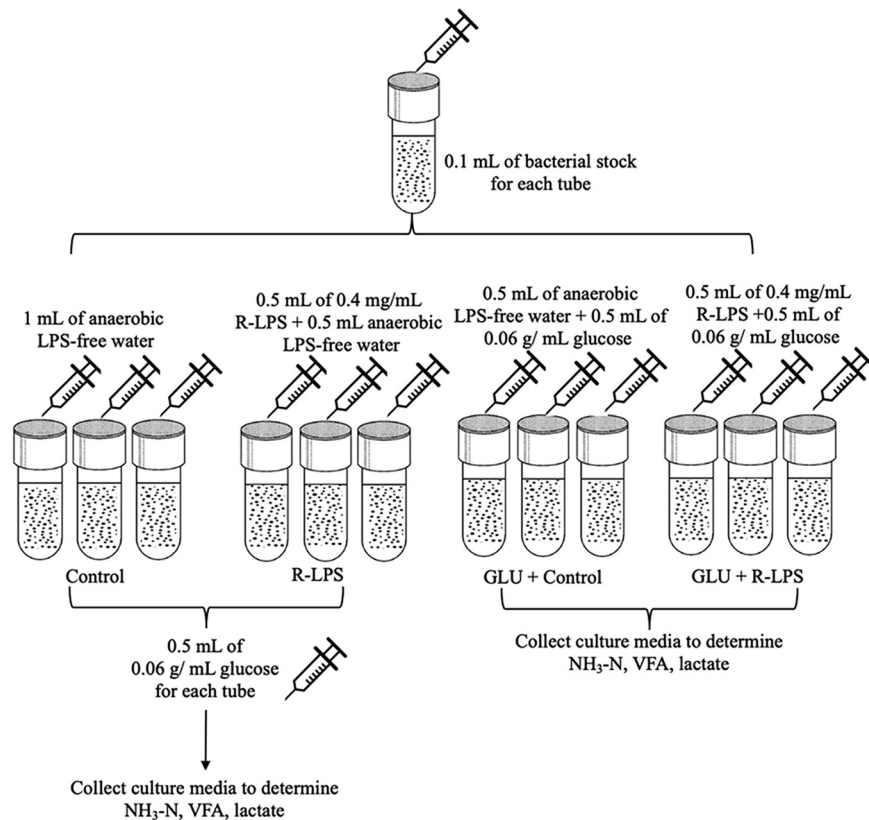 0.1 mL of bacterial stock
for each tube
1 mL of anaerobic
LPS-free water
0.5 mL of 0.4 mg/mL
R-LPS + 0.5 mL anaerobic
LPS-free water
0.5 mL of anaerobic
LPS-free water + 0.5 mL of
0.06 g/ mL glucose
0.5 mL of 0.4 mg/mL
R-LPS +0.5 mL of
0.06 g/ mL glucose
Control
R-LPS
GLU + Control
GLU + R-LPS
0.5 mL of
0.06 g/ mL glucose
for each tube
Collect culture media to determine
NH₃-N, VFA, lactate
Collect culture media to determine
NH₃-N, VFA, lactate